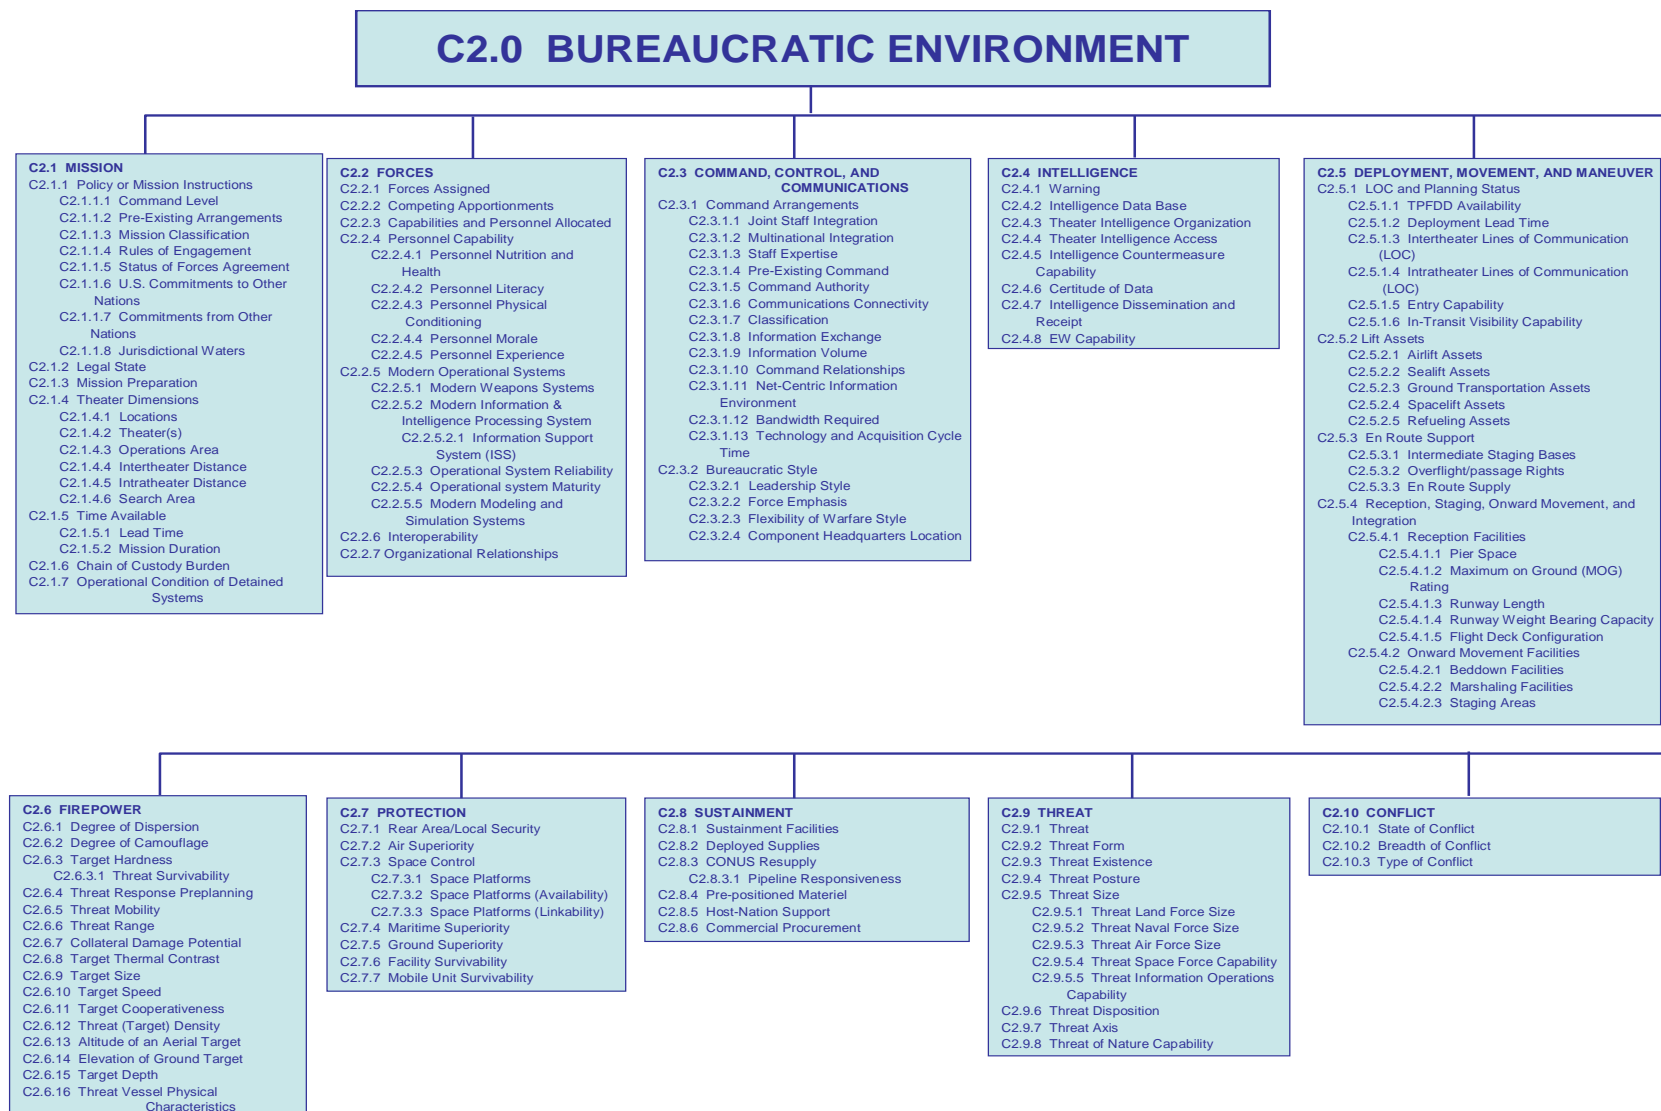 C2.0 BUREAUCRATIC ENVIRONMENT
C2.1 MISSION
C2.1.1 Policy or Mission Instructions
C2.1.1.1 Command Level
C2.1.1.2 Pre-Existing Arrangements
C2.1.1.3 Mission Classification
C2.1.1.4 Rules of Engagement
C2.1.1.5 Status of Forces Agreement
C2.1.1.6 U.S. Commitments to Other
Nations
C2.1.1.7 Commitments from Other
Nations
C2.1.1.8 Jurisdictional Waters
C2.1.2 Legal State
C2.1.3 Mission Preparation
C2.1.4 Theater Dimensions
C2.1.4.1 Locations
C2.1.4.2 Theater(s)
C2.1.4.3 Operations Area
C2.1.4.4 Intertheater Distance
C2.1.4.5 Intratheater Distance
C2.1.4.6 Search Area
C2.1.5 Time Available
C2.1.5.1 Lead Time
C2.1.5.2 Mission Duration
C2.1.6 Chain of Custody Burden
C2.1.7 Operational Condition of Detained
Systems
C2.2 FORCES
C2.2.1 Forces Assigned
C2.2.2 Competing Apportionments
C2.2.3 Capabilities and Personnel Allocated
C2.2.4 Personnel Capability
C2.2.4.1 Personnel Nutrition and
Health
C2.2.4.2 Personnel Literacy
C2.2.4.3 Personnel Physical
Conditioning
C2.2.4.4 Personnel Morale
C2.2.4.5 Personnel Experience
C2.2.5 Modern Operational Systems
C2.2.5.1 Modern Weapons Systems
C2.2.5.2 Modern Information &
Intelligence Processing System
C2.2.5.2.1 Information Support
System (ISS)
C2.2.5.3 Operational System Reliability
C2.2.5.4 Operational system Maturity
C2.2.5.5 Modern Modeling and
Simulation Systems
C2.2.6 Interoperability
C2.2.7 Organizational Relationships
C2.3 COMMAND, CONTROL, AND
COMMUNICATIONS
C2.3.1 Command Arrangements
C2.3.1.1 Joint Staff Integration
C2.3.1.2 Multinational Integration
C2.3.1.3 Staff Expertise
C2.3.1.4 Pre-Existing Command
C2.3.1.5 Command Authority
C2.3.1.6 Communications Connectivity
C2.3.1.7 Classification
C2.3.1.8 Information Exchange
C2.3.1.9 Information Volume
C2.3.1.10 Command Relationships
C2.3.1.11 Net-Centric Information
Environment
C2.3.1.12 Bandwidth Required
C2.3.1.13 Technology and Acquisition Cycle
Time
C2.3.2 Bureaucratic Style
C2.3.2.1 Leadership Style
C2.3.2.2 Force Emphasis
C2.3.2.3 Flexibility of Warfare Style
C2.3.2.4 Component Headquarters Location
C2.4 INTELLIGENCE
C2.4.1 Warning
C2.4.2 Intelligence Data Base
C2.4.3 Theater Intelligence Organization
C2.4.4 Theater Intelligence Access
C2.4.5 Intelligence Countermeasure
Capability
C2.4.6 Certitude of Data
C2.4.7 Intelligence Dissemination and
Receipt
C2.4.8 EW Capability
C2.5 DEPLOYMENT, MOVEMENT, AND MANEUVER
C2.5.1 LOC and Planning Status
C2.5.1.1 TPFDD Availability
C2.5.1.2 Deployment Lead Time
C2.5.1.3 Intertheater Lines of Communication
(LOC)
C2.5.1.4 Intratheater Lines of Communication
(LOC)
C2.5.1.5 Entry Capability
C2.5.1.6 In-Transit Visibility Capability
C2.5.2 Lift Assets
C2.5.2.1 Airlift Assets
C2.5.2.2 Sealift Assets
C2.5.2.3 Ground Transportation Assets
C2.5.2.4 Spacelift Assets
C2.5.2.5 Refueling Assets
C2.5.3 En Route Support
C2.5.3.1 Intermediate Staging Bases
C2.5.3.2 Overflight/passage Rights
C2.5.3.3 En Route Supply
C2.5.4 Reception, Staging, Onward Movement, and
Integration
C2.5.4.1 Reception Facilities
C2.5.4.1.1 Pier Space
C2.5.4.1.2 Maximum on Ground (MOG)
Rating
C2.5.4.1.3 Runway Length
C2.5.4.1.4 Runway Weight Bearing Capacity
C2.5.4.1.5 Flight Deck Configuration
C2.5.4.2 Onward Movement Facilities
C2.5.4.2.1 Beddown Facilities
C2.5.4.2.2 Marshaling Facilities
C2.5.4.2.3 Staging Areas
C2.6 FIREPOWER
C2.6.1 Degree of Dispersion
C2.6.2 Degree of Camouflage
C2.6.3 Target Hardness
C2.6.3.1 Threat Survivability
C2.6.4 Threat Response Preplanning
C2.6.5 Threat Mobility
C2.6.6 Threat Range
C2.6.7 Collateral Damage Potential
C2.6.8 Target Thermal Contrast
C2.6.9 Target Size
C2.6.10 Target Speed
C2.6.11 Target Cooperativeness
C2.6.12 Threat (Target) Density
C2.6.13 Altitude of an Aerial Target
C2.6.14 Elevation of Ground Target
C2.6.15 Target Depth
C2.6.16 Threat Vessel Physical
Characteristics
C2.7 PROTECTION
C2.7.1 Rear Area/Local Security
C2.7.2 Air Superiority
C2.7.3 Space Control
C2.7.3.1 Space Platforms
C2.7.3.2 Space Platforms (Availability)
C2.7.3.3 Space Platforms (Linkability)
C2.7.4 Maritime Superiority
C2.7.5 Ground Superiority
C2.7.6 Facility Survivability
C2.7.7 Mobile Unit Survivability
C2.8 SUSTAINMENT
C2.8.1 Sustainment Facilities
C2.8.2 Deployed Supplies
C2.8.3 CONUS Resupply
C2.8.3.1 Pipeline Responsiveness
C2.8.4 Pre-positioned Materiel
C2.8.5 Host-Nation Support
C2.8.6 Commercial Procurement
C2.9 THREAT
C2.9.1 Threat
C2.9.2 Threat Form
C2.9.3 Threat Existence
C2.9.4 Threat Posture
C2.9.5 Threat Size
C2.9.5.1 Threat Land Force Size
C2.9.5.2 Threat Naval Force Size
C2.9.5.3 Threat Air Force Size
C2.9.5.4 Threat Space Force Capability
C2.9.5.5 Threat Information Operations
Capability
C2.9.6 Threat Disposition
C2.9.7 Threat Axis
C2.9.8 Threat of Nature Capability
C2.10 CONFLICT
C2.10.1 State of Conflict
C2.10.2 Breadth of Conflict
C2.10.3 Type of Conflict